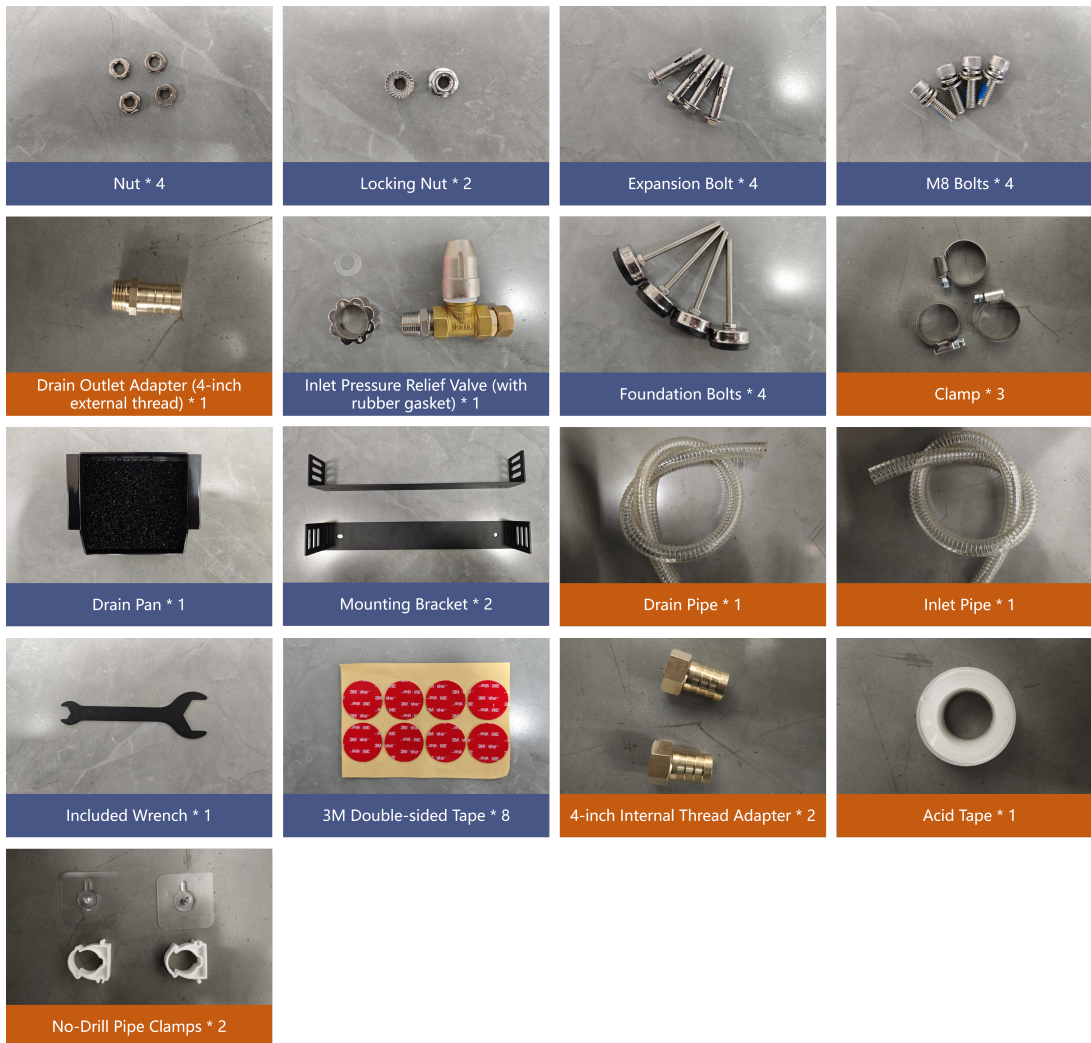 Nut * 4
Locking Nut * 2
Expansion Bolt * 4
M8 Bolts * 4
Drain Outlet Adapter (4-inch
external thread) * 1
Inlet Pressure Relief Valve (with
rubber gasket) * 1
Foundation Bolts * 4
Clamp * 3
Drain Pan * 1
Mounting Bracket * 2
Drain Pipe * 1
Inlet Pipe * 1
Included Wrench * 1
3M Double-sided Tape * 8
4-inch Internal Thread Adapter * 2
Acid Tape * 1
No-Drill Pipe Clamps * 2